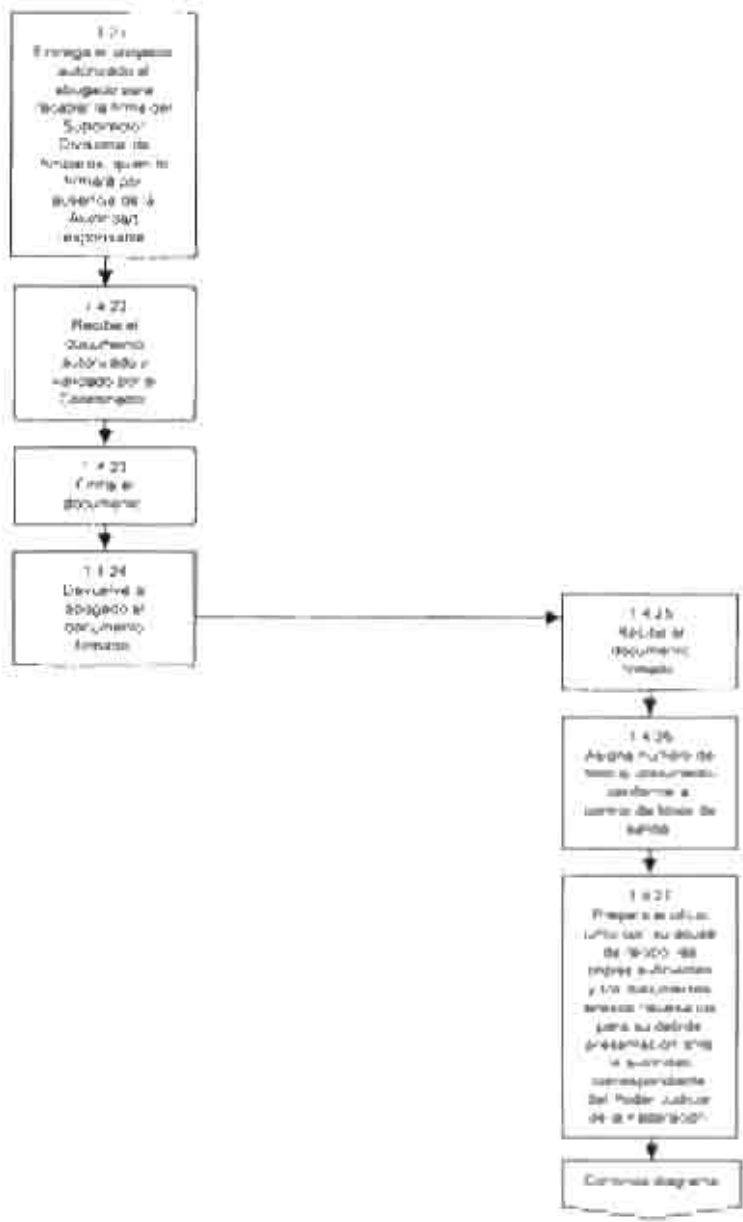 Entrega el proyecto
autorizado al
abogado para
recabar la firma del
Subdirector
Divisional de
Amparos, quien lo
firmará por
ausencia de la
Autoridad
responsable
1.4.22
Recibe el
documento
autorizado y
validado por el
Coordinador
1.4.23
el
documento
1.4.24
Devuelve al
abogado el
documento
firmado
1.4.25
Recibe el
documento
firmado
1.4.26
Asigna número de
folio al documento
conforme a
control de folios de
salida
1.4.27
Prepara el oficio
junto con su acuse
de recibo, las
copias suficientes
y los documentos
anexos necesarios
para su debida
presentación ante
la autoridad
correspondiente
del Poder Judicial
de la Federación
Continúa diagrama